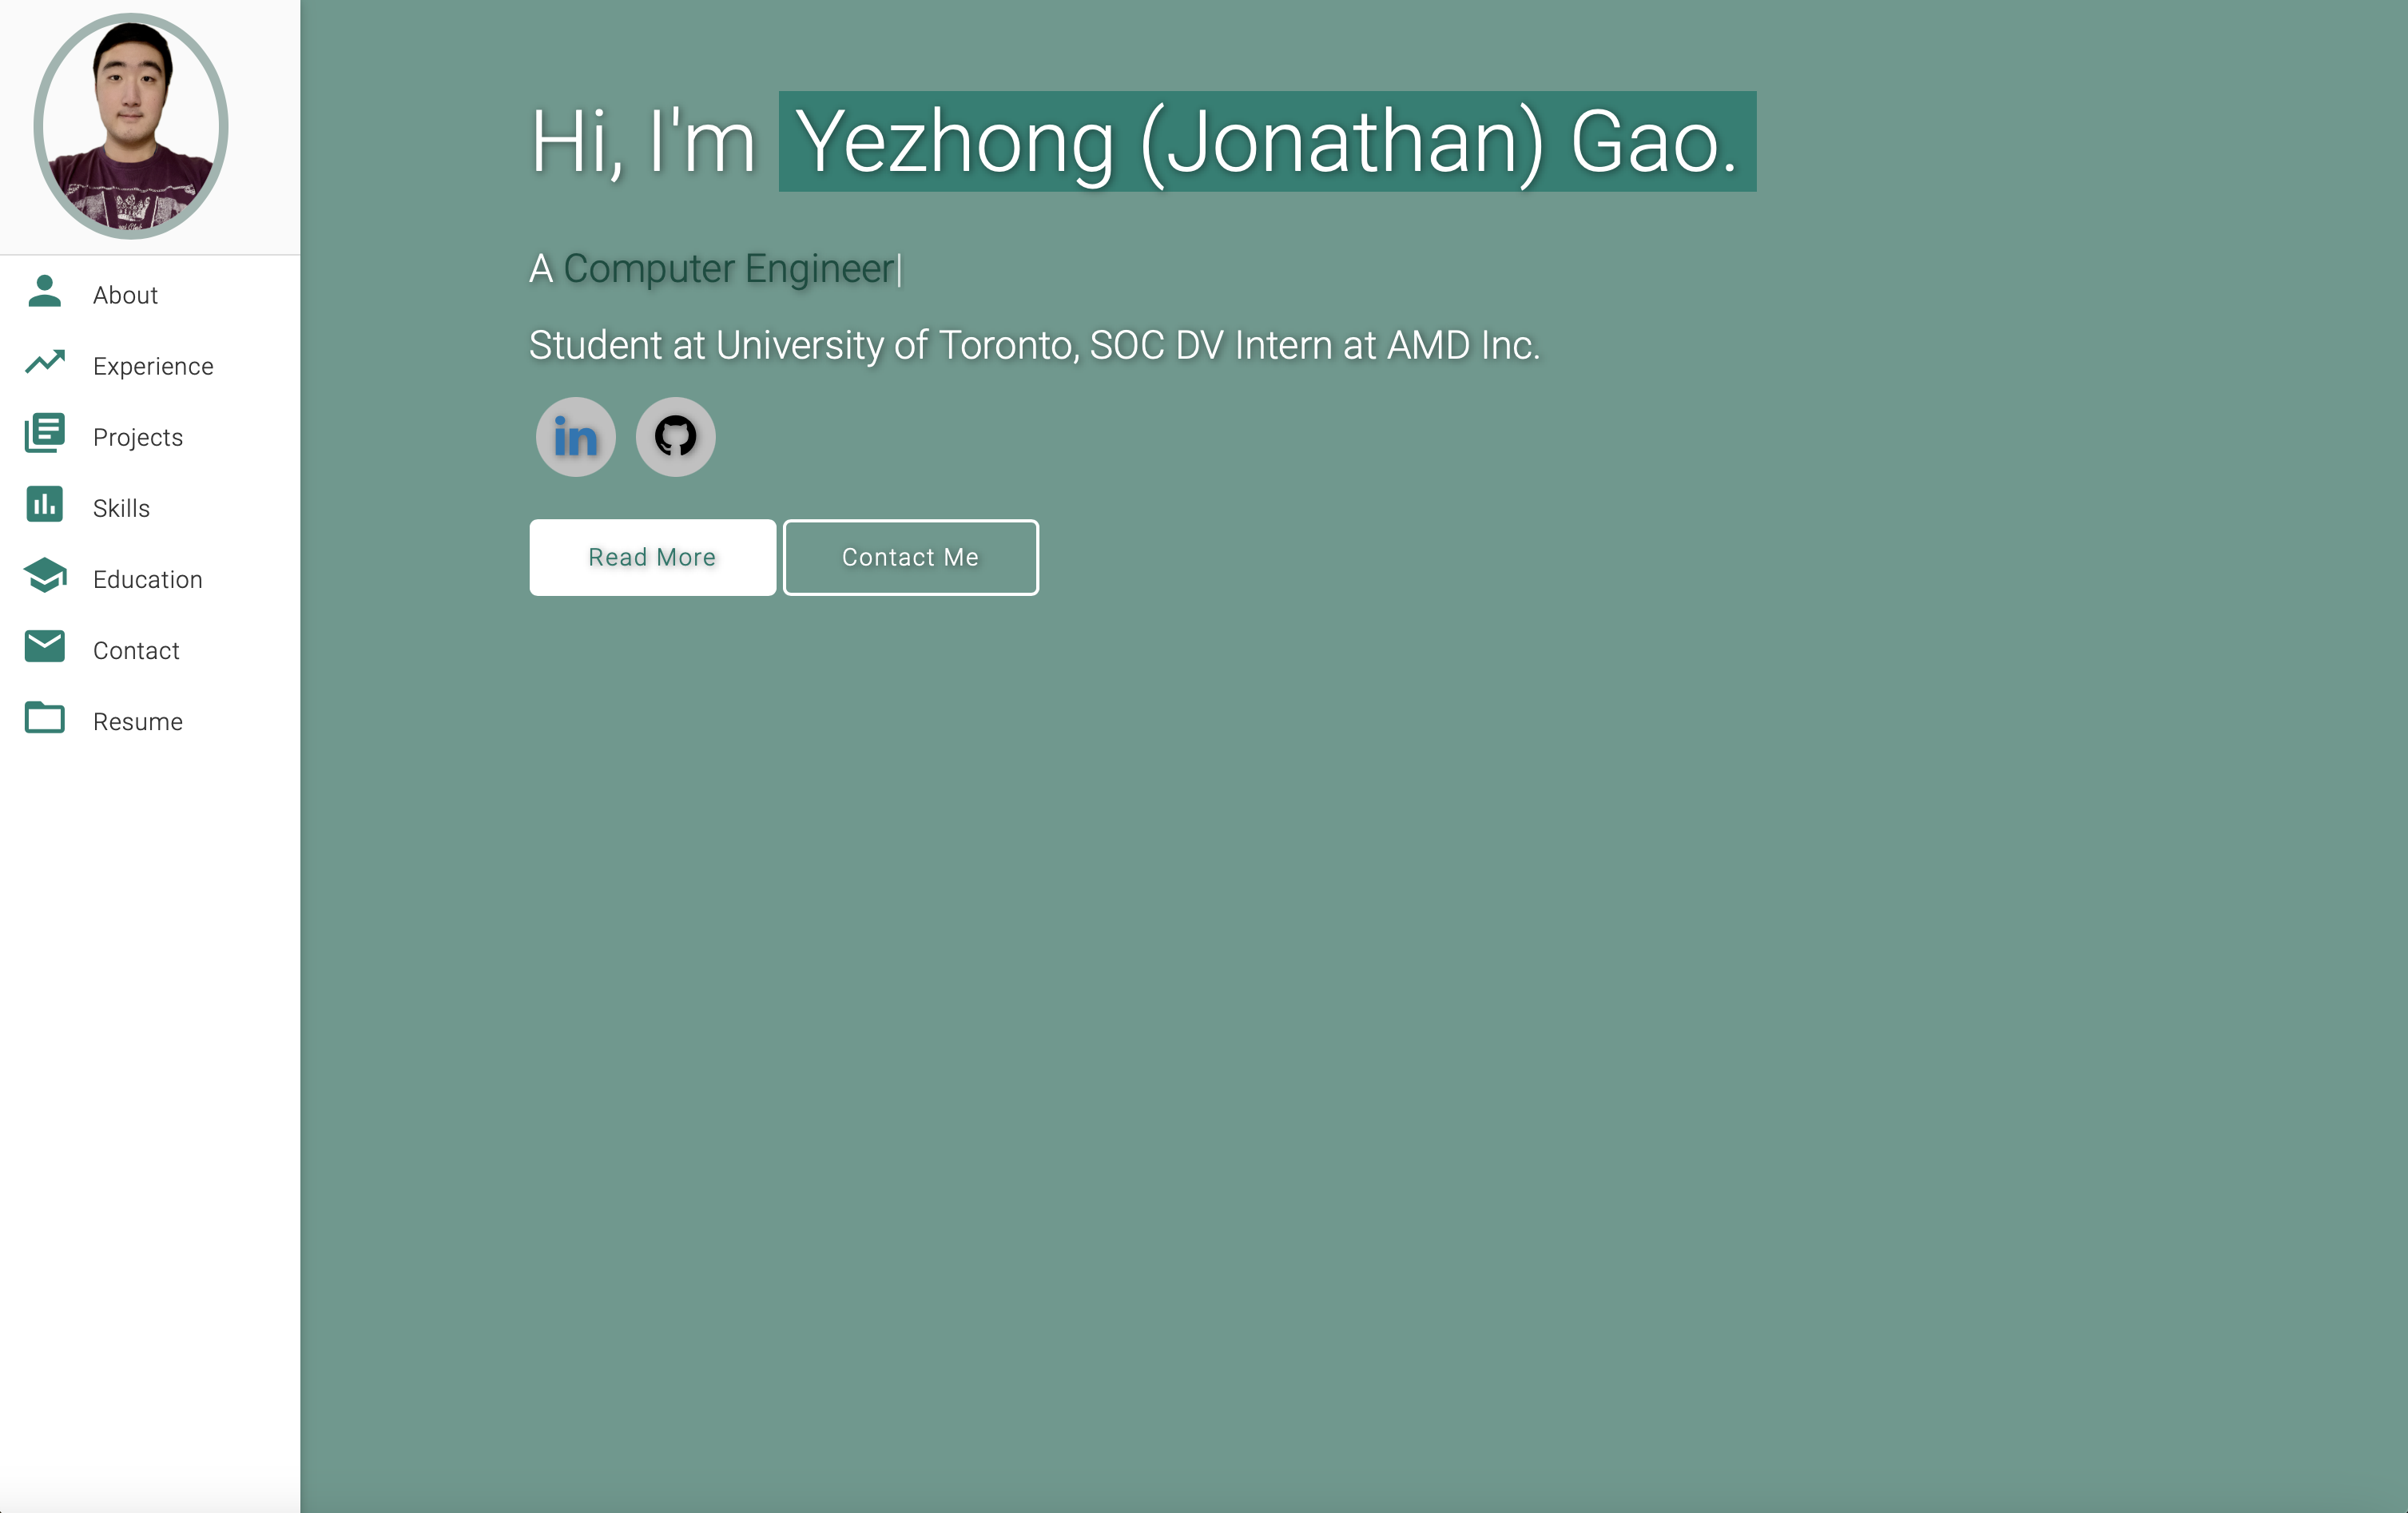 About
Experience
Projects
Skills
Education
Contact
Resume
Hi, I'm Yezhong (Jonathan) Gao.
A Computer Engineer|
Student at University of Toronto, SOC DV Intern at AMD Inc.
in
Read More
Contact Me